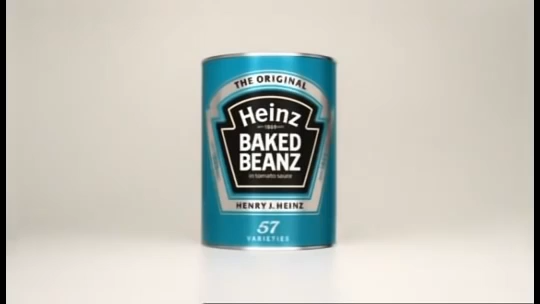 THE ORIGINAL
Heinz
1869
BAKED
BEANZ
in tomato sauce
HENRY J. HEINZ
57
VARIETIES